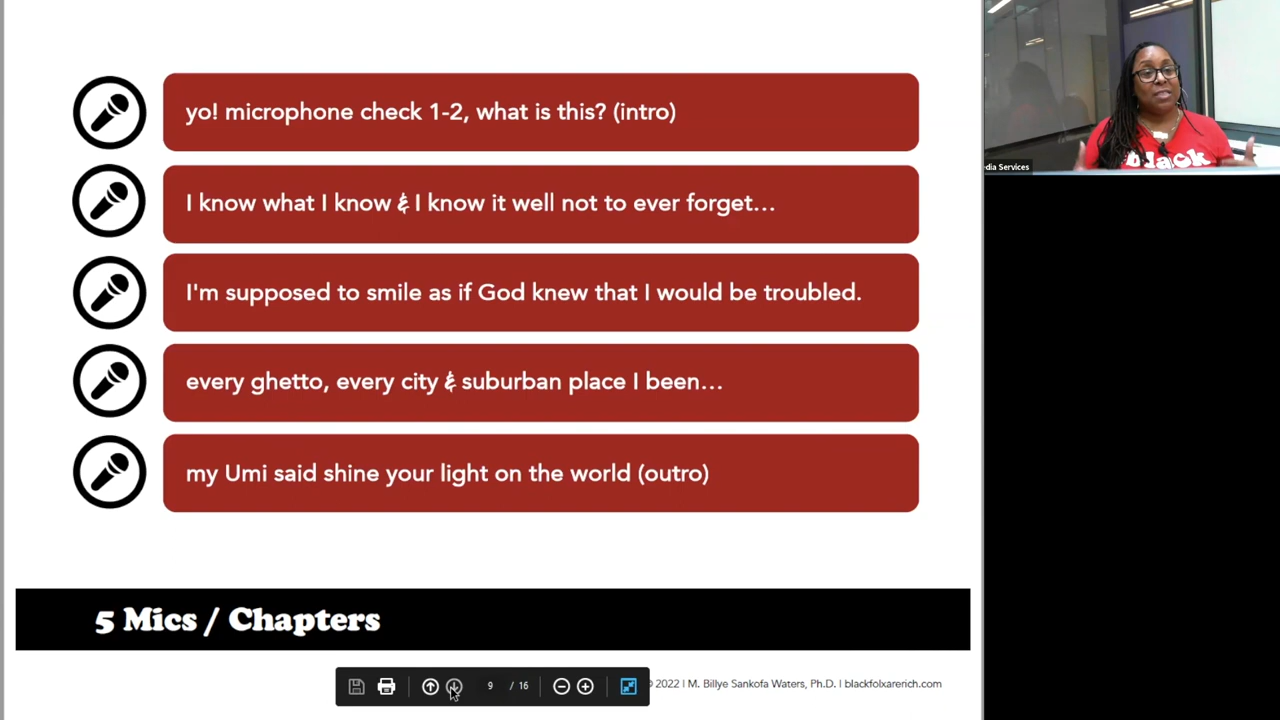 yo! microphone check 1-2, what is this? (intro)
I know what I know & I know it well not to ever forget...
I'm supposed to smile as if God knew that I would be troubled.
every ghetto, every city & suburban place I been...
my Umi said shine your light on the world (outro)
5 Mics / Chapters
9 / 16
© 2022 | M. Billye Sankofa Waters, Ph.D. | blackfolxarerich.com
dia Services
black